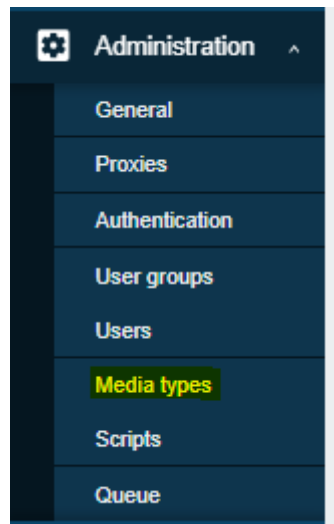 Administration
General
Proxies
Authentication
User groups
Users
Media types
Scripts
Queue